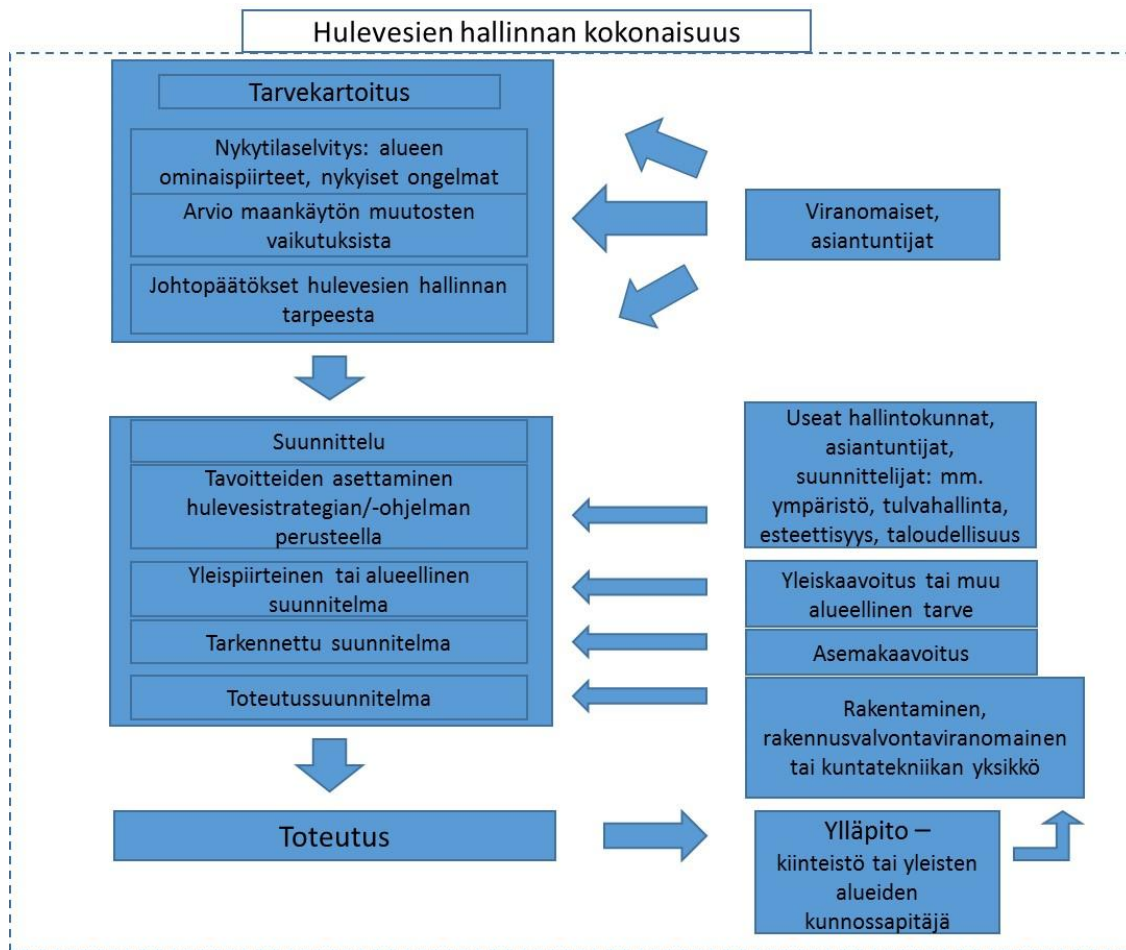 Hulevesien hallinnan kokonaisuus
Tarvekartoitus
Nykytilaselvitys: alueen
ominaispiirteet, nykyiset ongelmat
Arvio maankäytön muutosten
vaikutuksista
Johtopäätökset hulevesien hallinnan
tarpeesta
Viranomaiset,
asiantuntijat
Suunnittelu
Tavoitteiden asettaminen
hulevesistrategian/-ohjelman
perusteella
Yleispiirteinen tai alueellinen
suunnitelma
Tarkennettu suunnitelma
Toteutussuunnitelma
Useat hallintokunnat,
asiantuntijat,
suunnittelijat: mm.
ympäristö, tulvahallinta,
esteettisyys, taloudellisuus
Yleiskaavoitus tai muu
alueellinen tarve
Asemakaavoitus
Rakentaminen,
rakennusvalvontaviranomainen
tai kuntatekniikan yksikkö
Toteutus
Ylläpito –
kiinteistö tai yleisten
alueiden
kunnossapitäjä